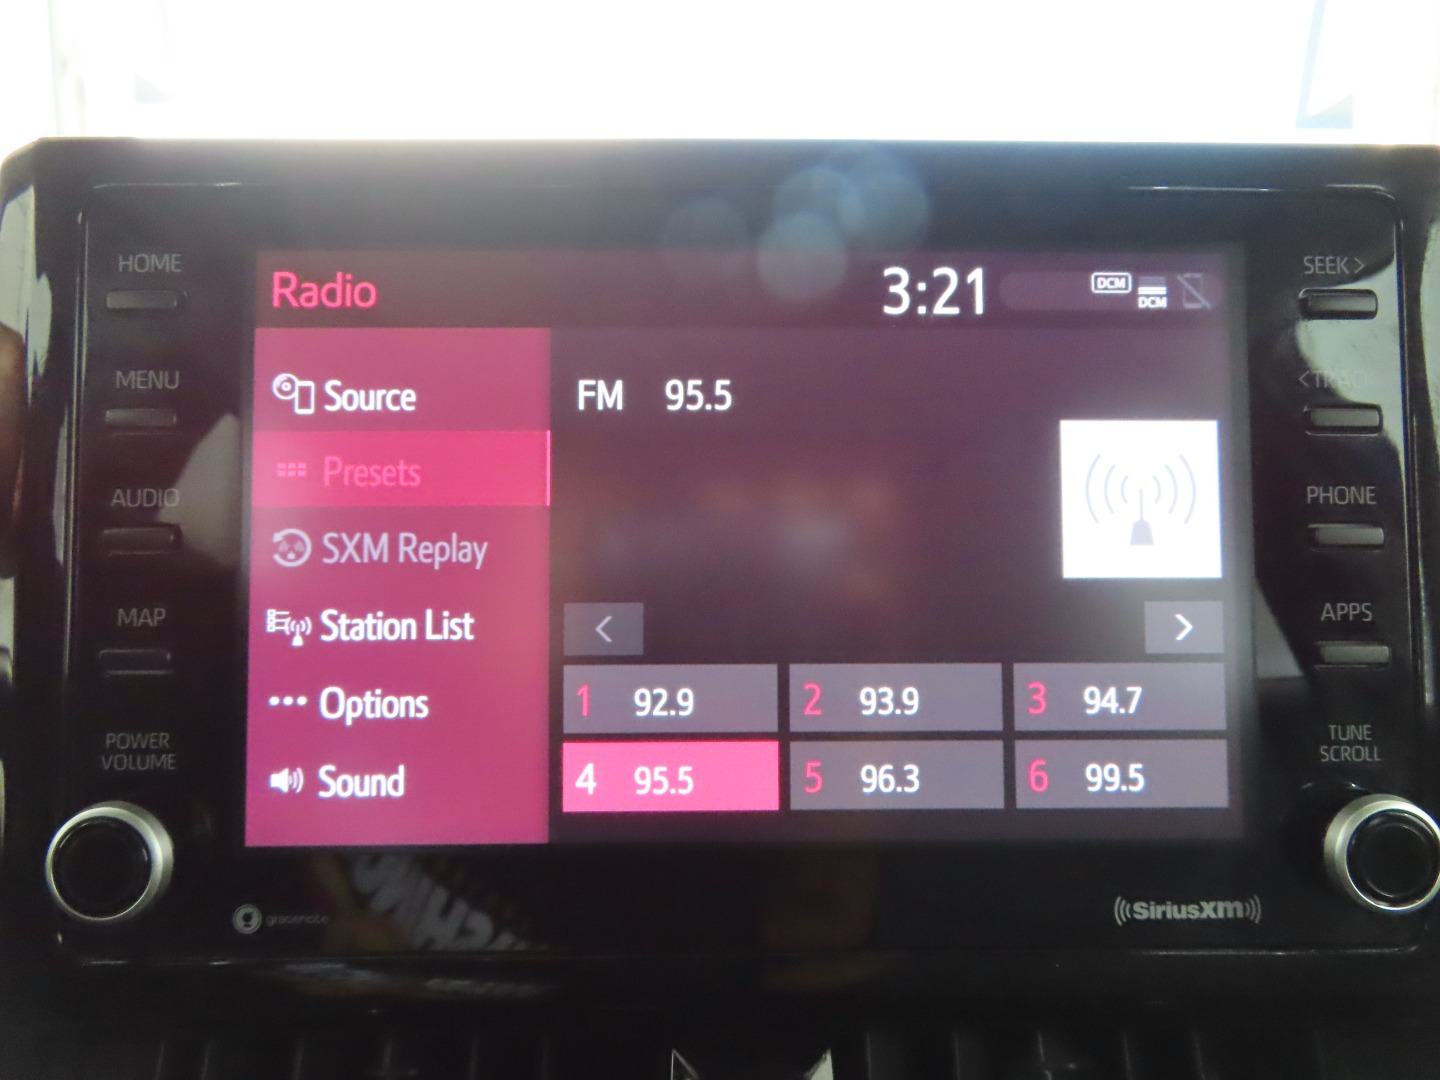 HOME
MENU
AUDIO
MAP
POWER
VOLUME
Radio
3:21
DCM
DCM
Source
Presets
SXM Replay
Station List
Options
Sound
FM 95.5
<
>
1 92.9
2 93.9
3 94.7
4 95.5
5 96.3
6 99.5
SEEK >
< TRACK
PHONE
APPS
TUNE
SCROLL
gracenote
SiriusXM